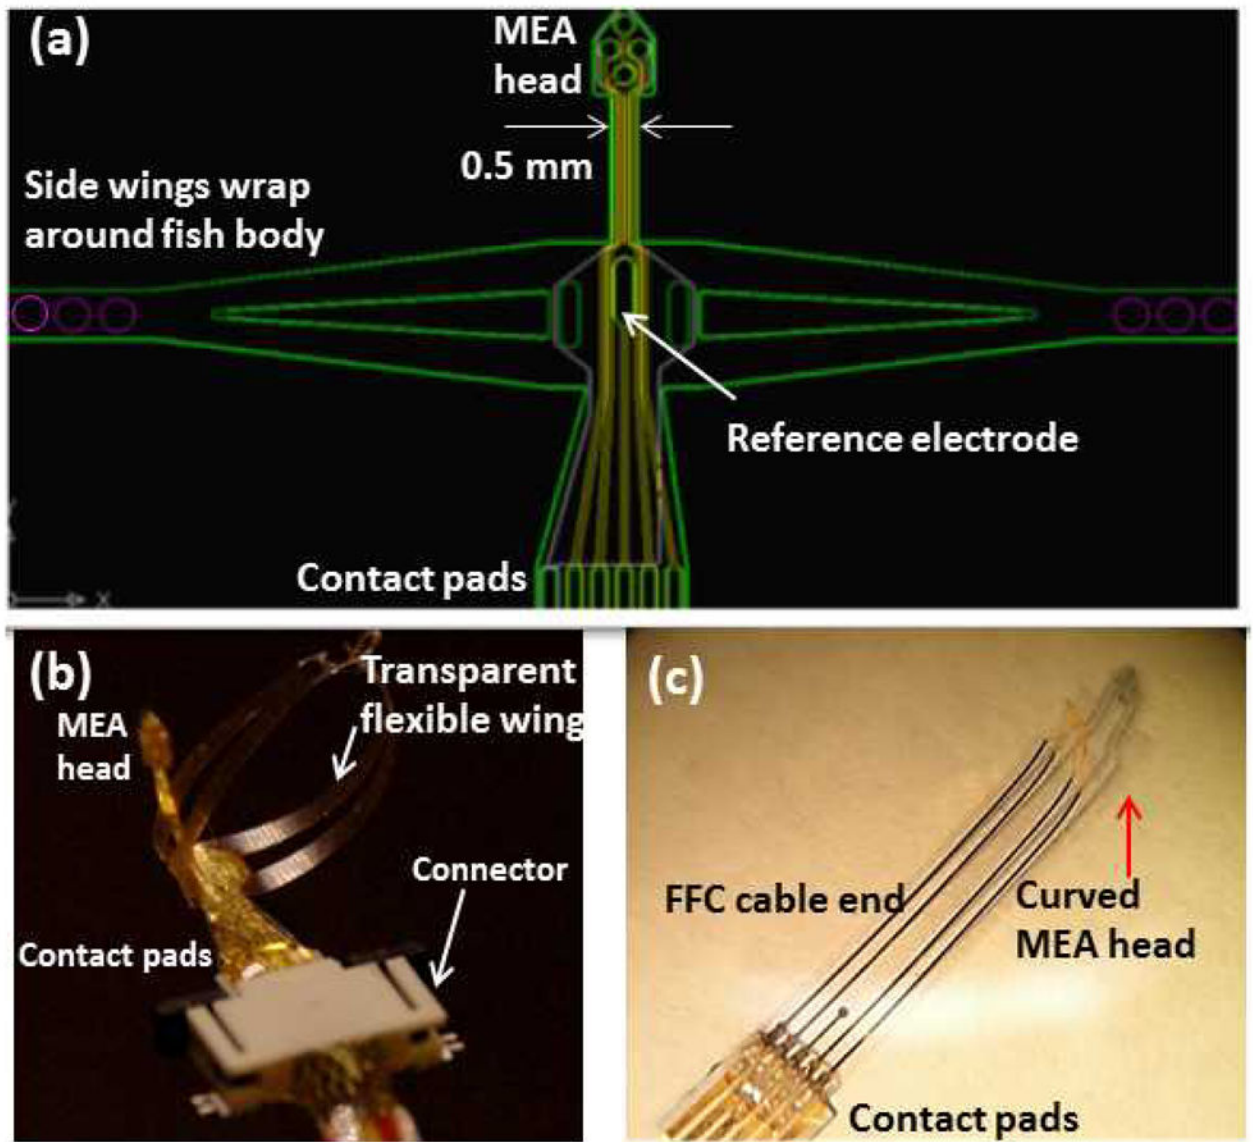 (a)
MEA
head
0.5 mm
Side wings wrap
around fish body
Reference electrode
Contact pads
X
(b)
Transparent
flexible wing
MEA
head
Connector
Contact pads
(c)
FFC cable end
Curved
MEA head
Contact pads